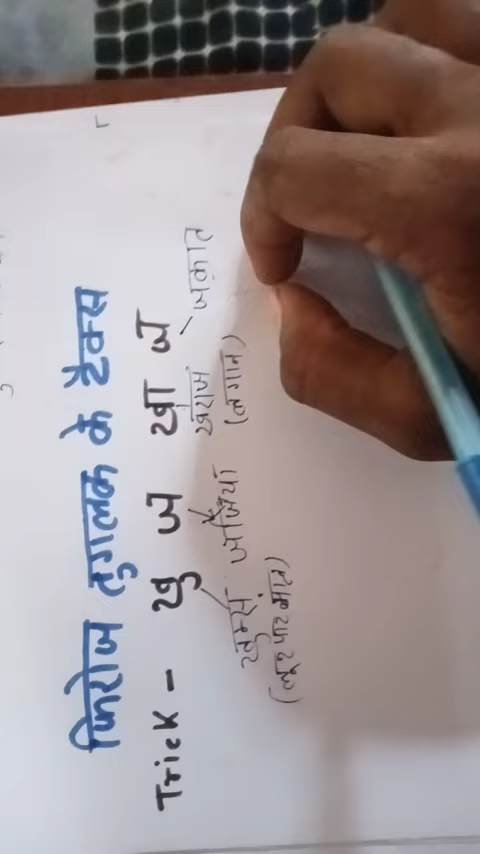 फिरोज तुगलक के टैक्स
Trick - खु ज खा ज
खुम्स जजिया खराज जकात
(लूट पाट माल) (लगान)